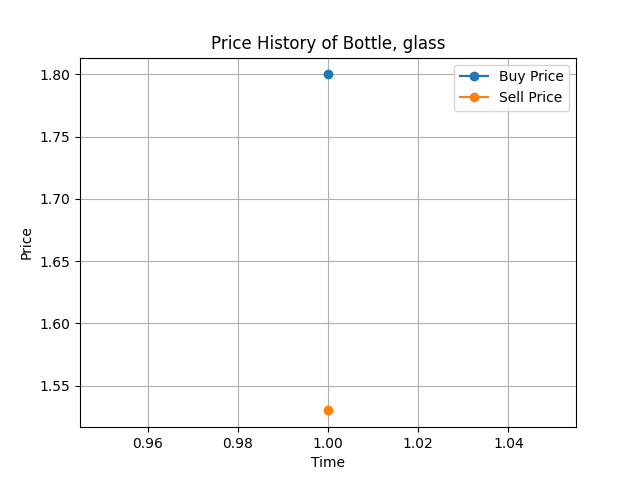 Price History of Bottle, glass
Buy Price
Sell Price
1.80
1.75
1.70
1.65
1.60
1.55
Price
0.96 0.98 1.00 1.02 1.04
Time